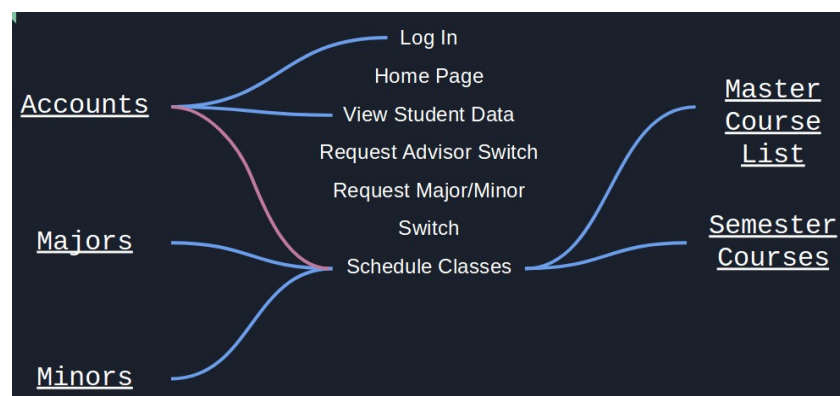 Accounts
Majors
Minors
Log In
Home Page
View Student Data
Request Advisor Switch
Request Major/Minor
Switch
Schedule Classes
Master
Course
List
Semester
Courses